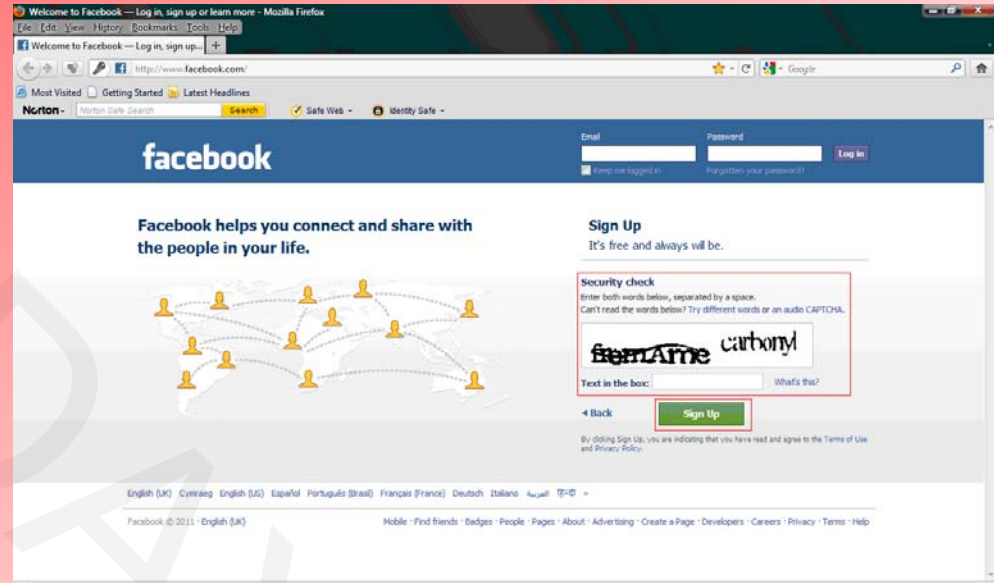 Welcome to Facebook — Log in, sign up or learn more - Mozilla Firefox
File Edit View History Bookmarks Tools Help
Welcome to Facebook — Log in, sign up...
http://www.facebook.com/
Google
Most Visited Getting Started Latest Headlines
Norton - Norton Safe Search Search Safe Web - Identity Safe -
facebook
Email Password
Log in
Keep me logged in Forgotten your password?
Facebook helps you connect and share with
the people in your life.
Sign Up
It's free and always will be.
Security check
Enter both words below, separated by a space.
Can't read the words below? Try different words or an audio CAPTCHA.
carbonyl
Text in the box: What's this?
Back Sign Up
By clicking Sign Up, you are indicating that you have read and agree to the Terms of Use
and Privacy Policy.
English (UK) Cymraeg English (US) Español Português (Brasil) Français (France) Deutsch Italiano العربية हिन्दी »
Facebook © 2011 · English (UK)
Mobile · Find friends · Badges · People · Pages · About · Advertising · Create a Page · Developers · Careers · Privacy · Terms · Help